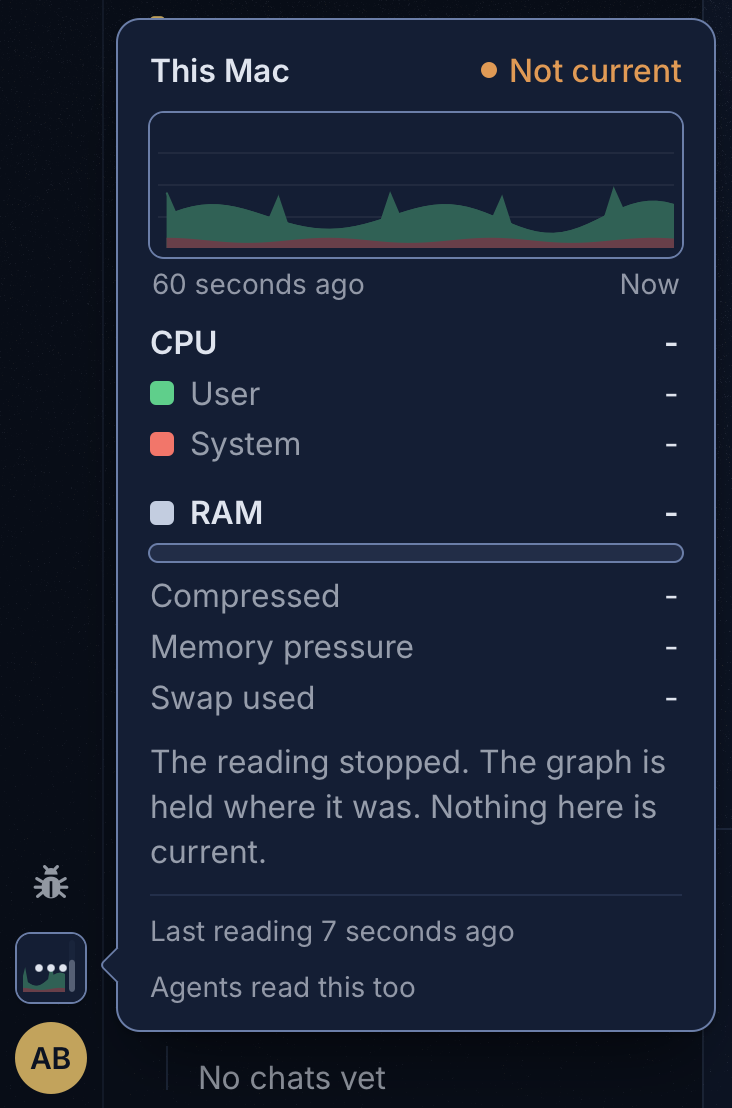 This Mac
Not current
60 seconds ago
Now
CPU -
User -
System -
RAM -
Compressed -
Memory pressure -
Swap used -
The reading stopped. The graph is
held where it was. Nothing here is
current.
Last reading 7 seconds ago
Agents read this too
AB
No chats yet